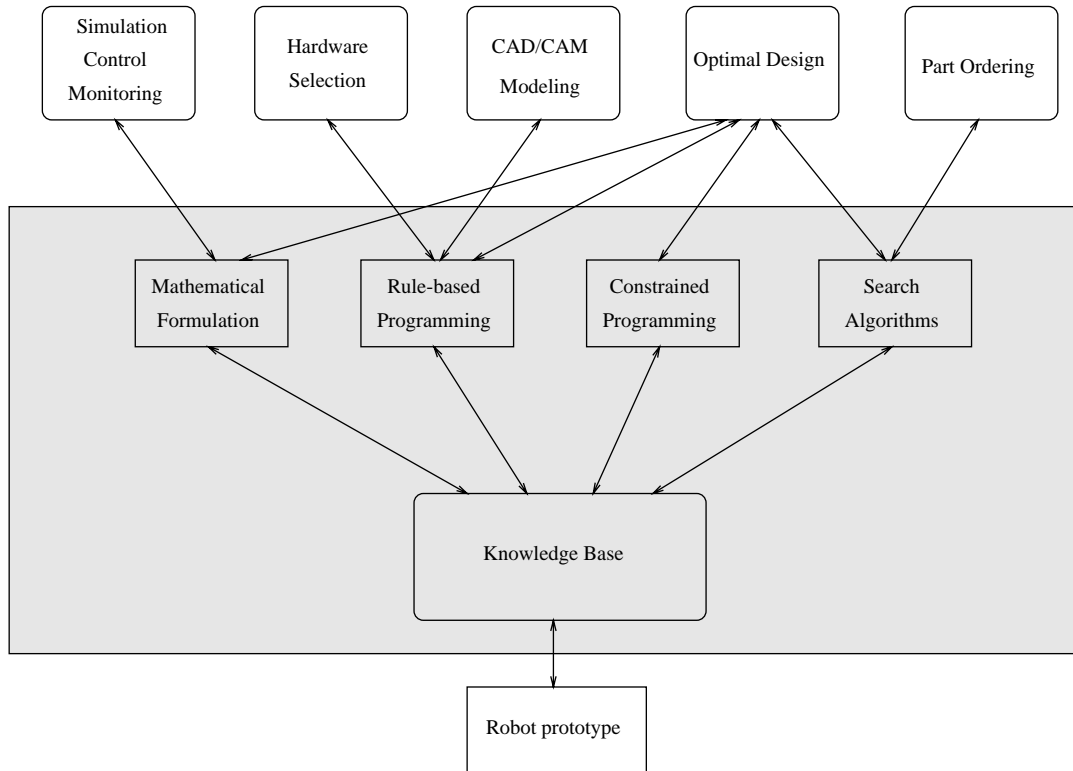 Simulation
Control
Monitoring
Hardware
Selection
CAD/CAM
Modeling
Optimal Design
Part Ordering
Mathematical
Formulation
Rule-based
Programming
Constrained
Programming
Search
Algorithms
Knowledge Base
Robot prototype